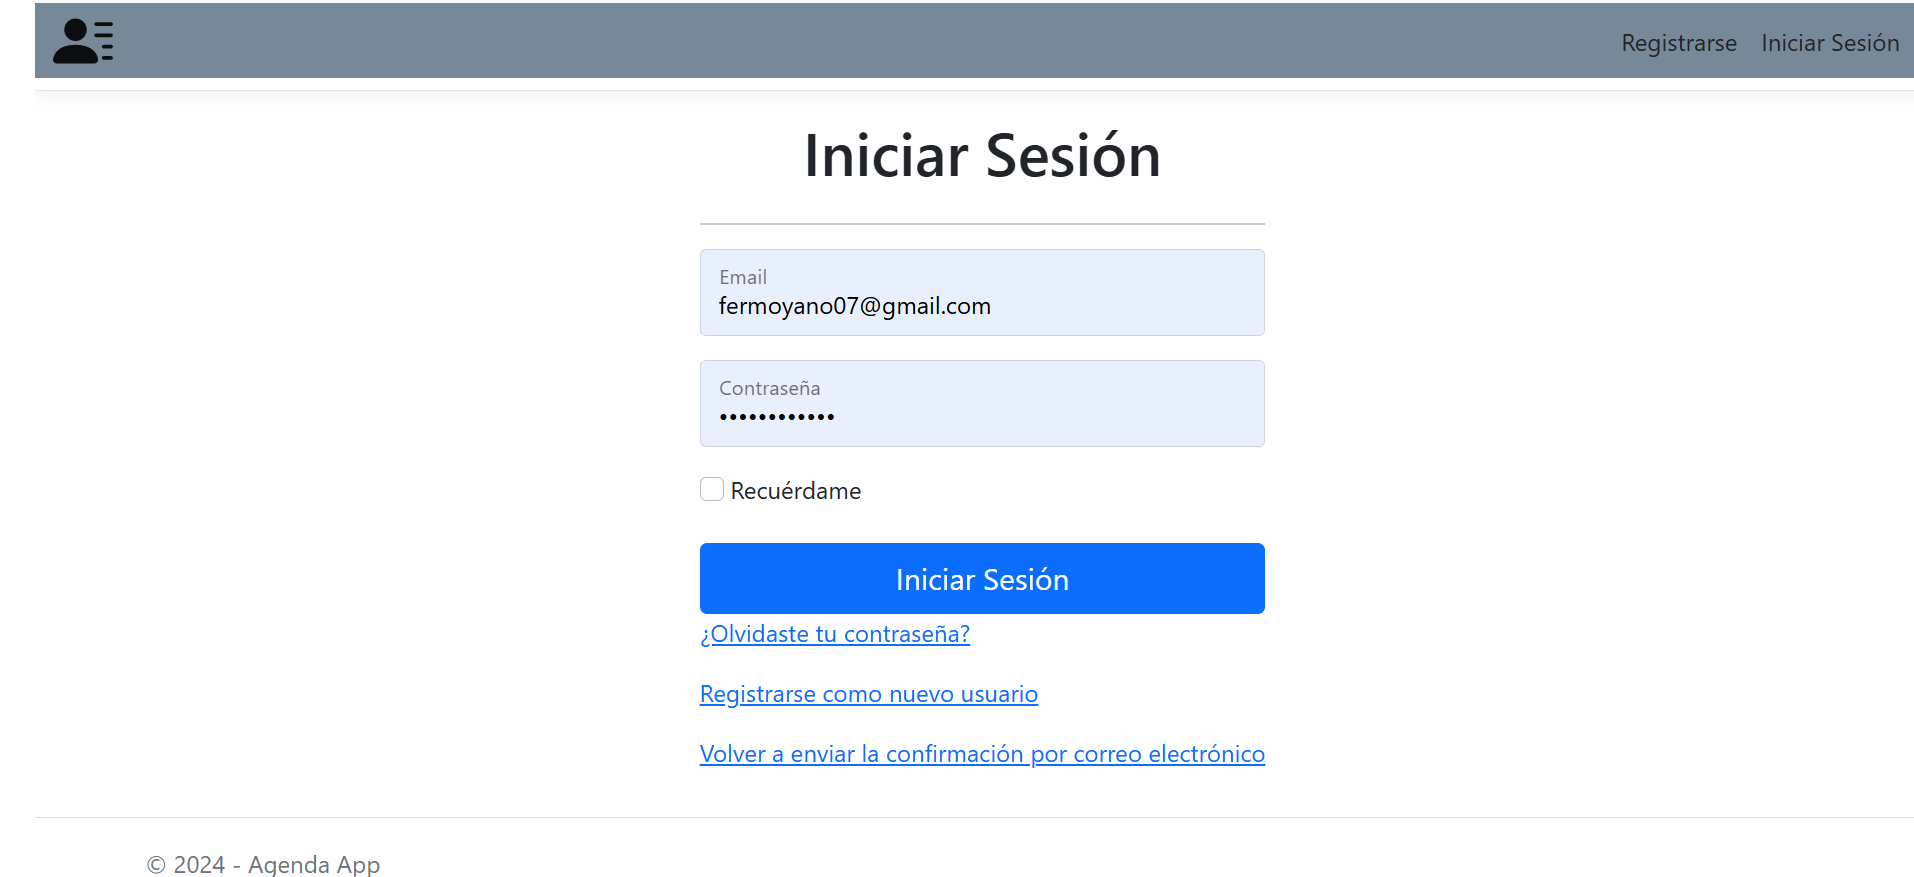 Registrarse Iniciar Sesión
Iniciar Sesión
Email
fermoyano07@gmail.com
Contraseña
••••••••••••
Recuérdame
Iniciar Sesión
¿Olvidaste tu contraseña?
Registrarse como nuevo usuario
Volver a enviar la confirmación por correo electrónico
© 2024 - Agenda App